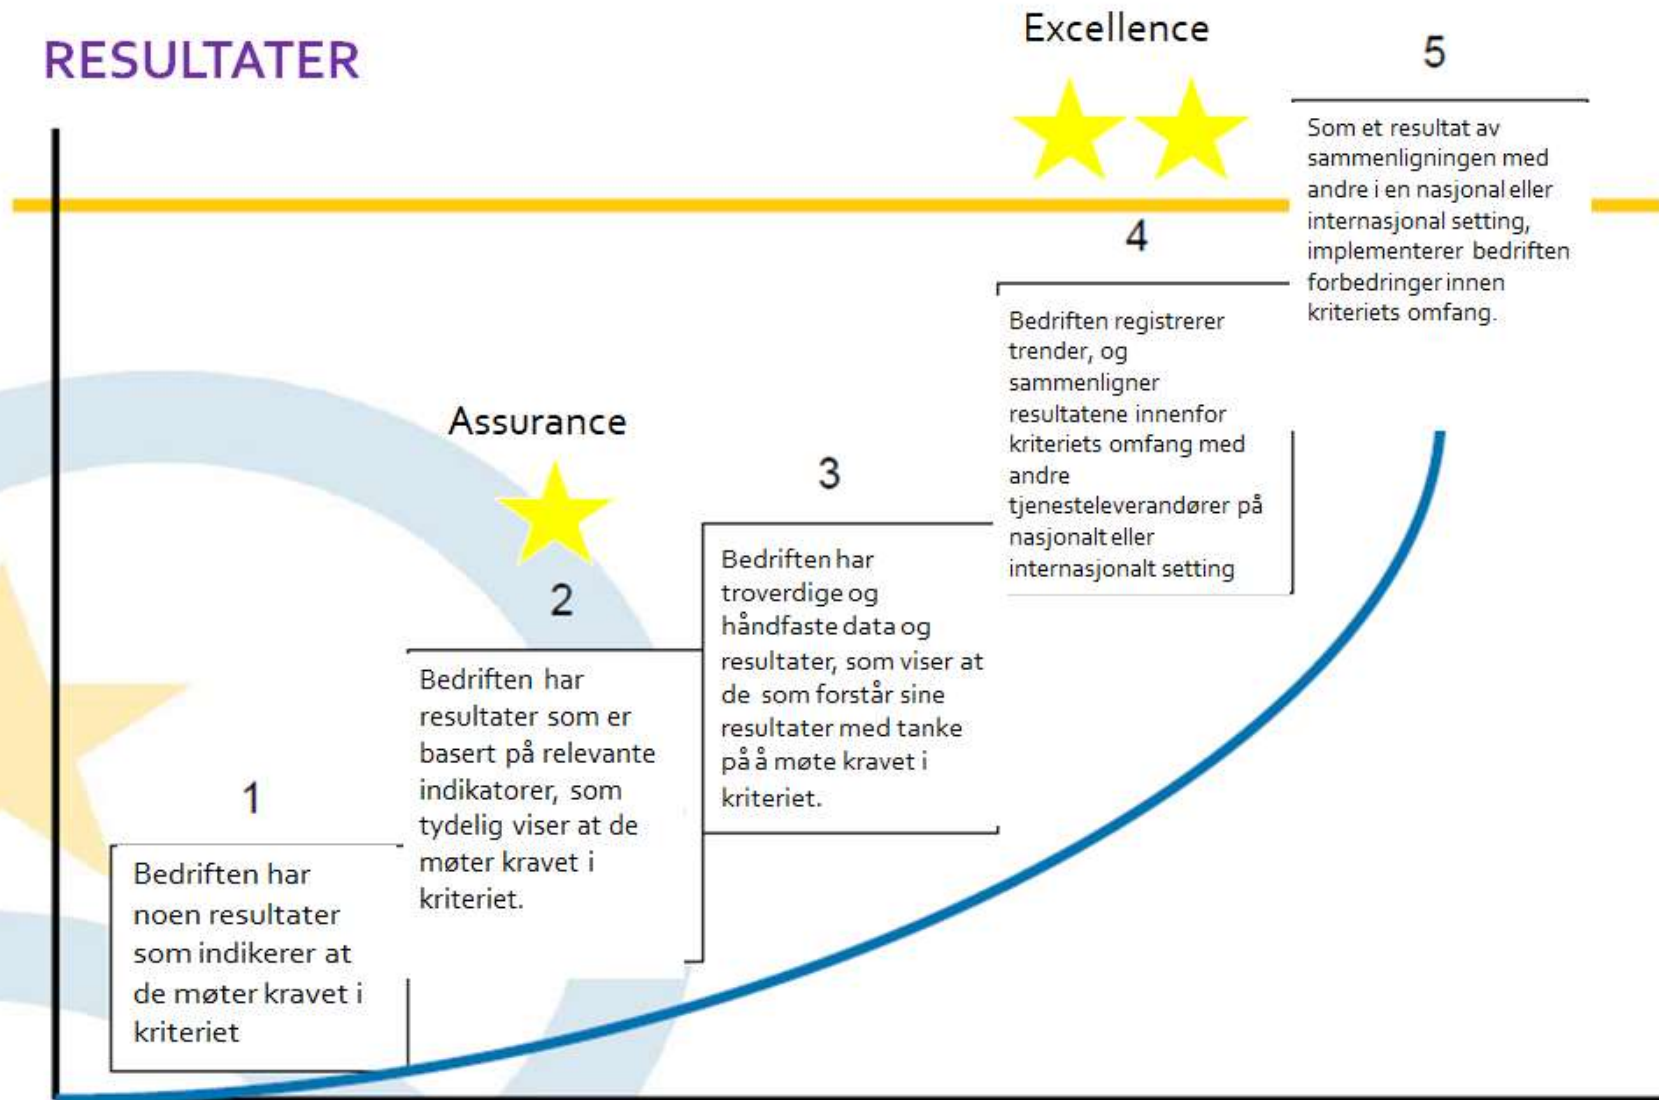 RESULTATER
1
Bedriften har
noen resultater
som indikerer at
de møter kravet i
kriteriet
Assurance
2
Bedriften har
resultater som er
basert på relevante
indikatorer, som
tydelig viser at de
møter kravet i
kriteriet.
3
Bedriften har
troverdige og
håndfaste data og
resultater, som viser at
de som forstår sine
resultater med tanke
på å møte kravet i
kriteriet.
Excellence
4
Bedriften registrerer
trender, og
sammenligner
resultatene innenfor
kriteriets omfang med
andre
tjenesteleverandører på
nasjonalt eller
internasjonalt setting
5
Som et resultat av
sammenligningen med
andre i en nasjonal eller
internasjonal setting,
implementerer bedriften
forbedringer innen
kriteriets omfang.